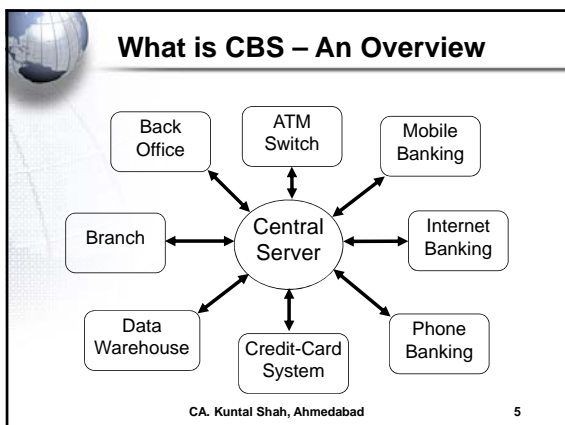 What is CBS – An Overview
Back
Office
ATM
Switch
Mobile
Banking
Branch
Central
Server
Internet
Banking
Data
Warehouse
Credit-Card
System
Phone
Banking
CA. Kuntal Shah, Ahmedabad
5